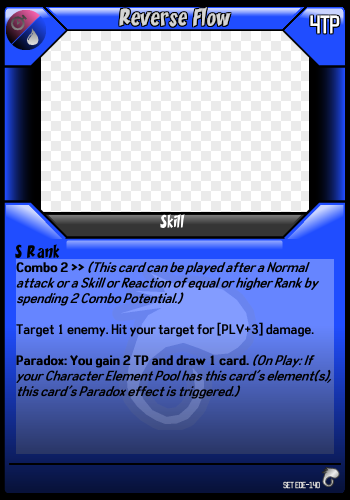 Reverse Flow
4TP
Skill
S Rank
Combo 2 >> (This card can be played after a Normal
attack or a Skill or Reaction of equal or higher Rank by
spending 2 Combo Potential.)
Target 1 enemy. Hit your target for [PLV+3] damage.
Paradox: You gain 2 TP and draw 1 card. (On Play: If
your Character Element Pool has this card's element(s),
this card's Paradox effect is triggered.)
SET EDE-140